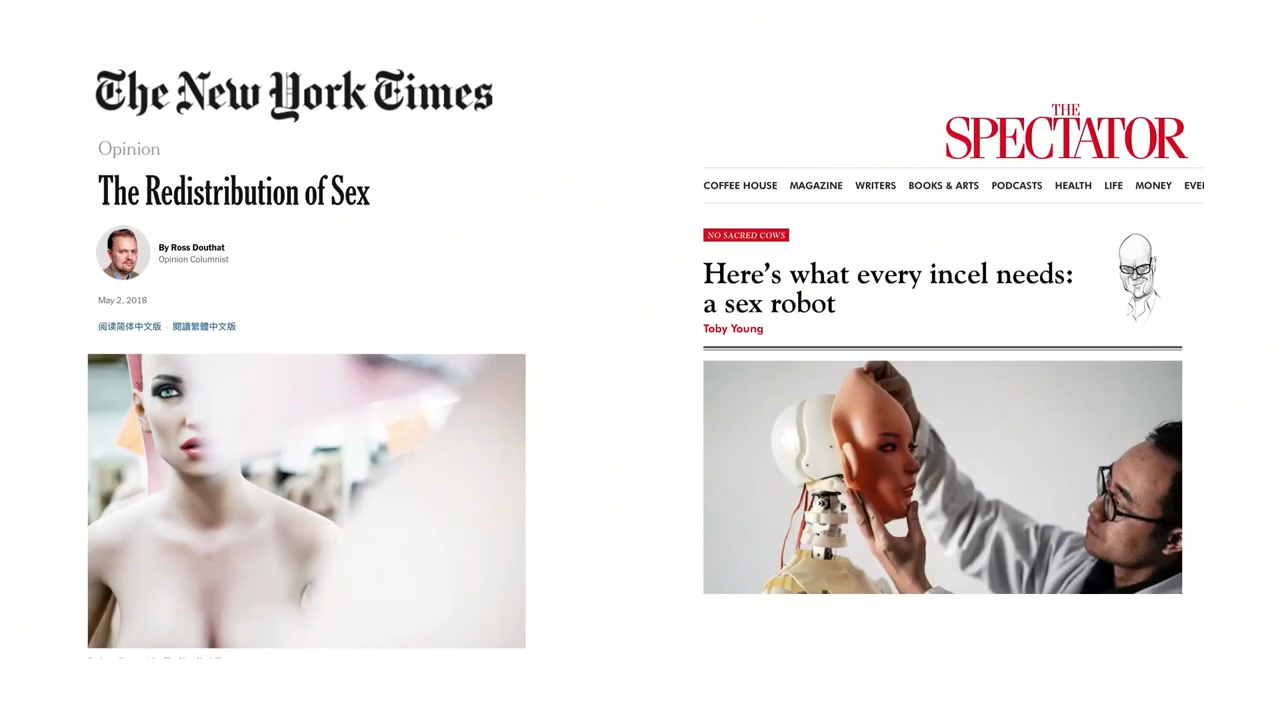 The New York Times
Opinion
The Redistribution of Sex
By Ross Douthat
Opinion Columnist
May 2, 2018
阅读简体中文版 · 閱讀繁體中文版
THE
SPECTATOR
COFFEE HOUSE MAGAZINE WRITERS BOOKS & ARTS PODCASTS HEALTH LIFE MONEY EVE
NO SACRED COWS
Here's what every incel needs:
a sex robot
Toby Young